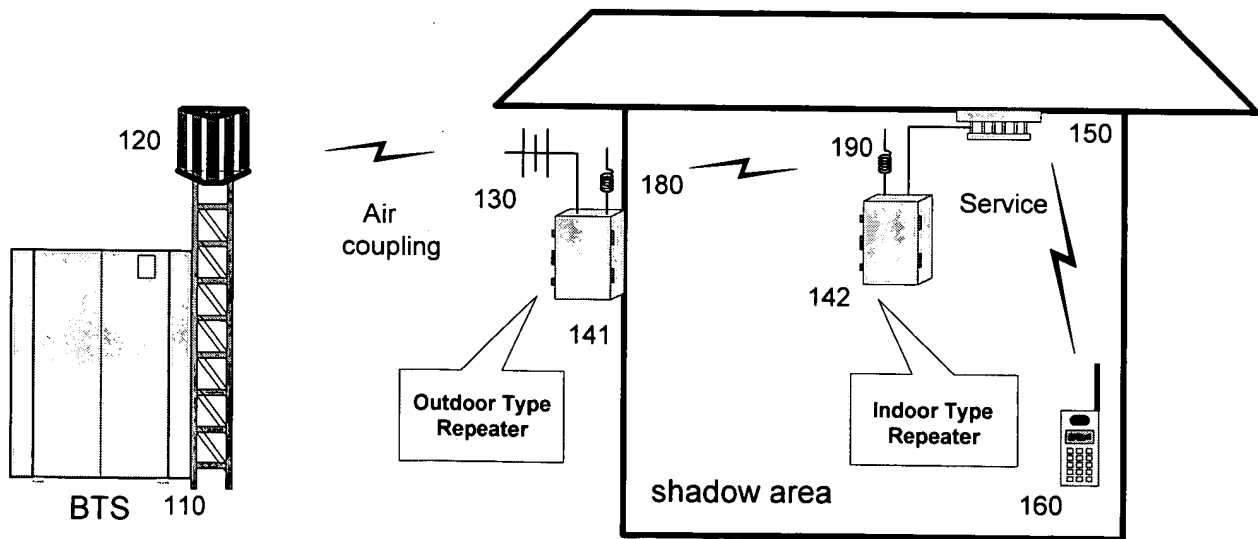 120
130
Air
coupling
180
190
150
Service
141
142
Outdoor Type
Repeater
Indoor Type
Repeater
BTS
110
shadow area
160